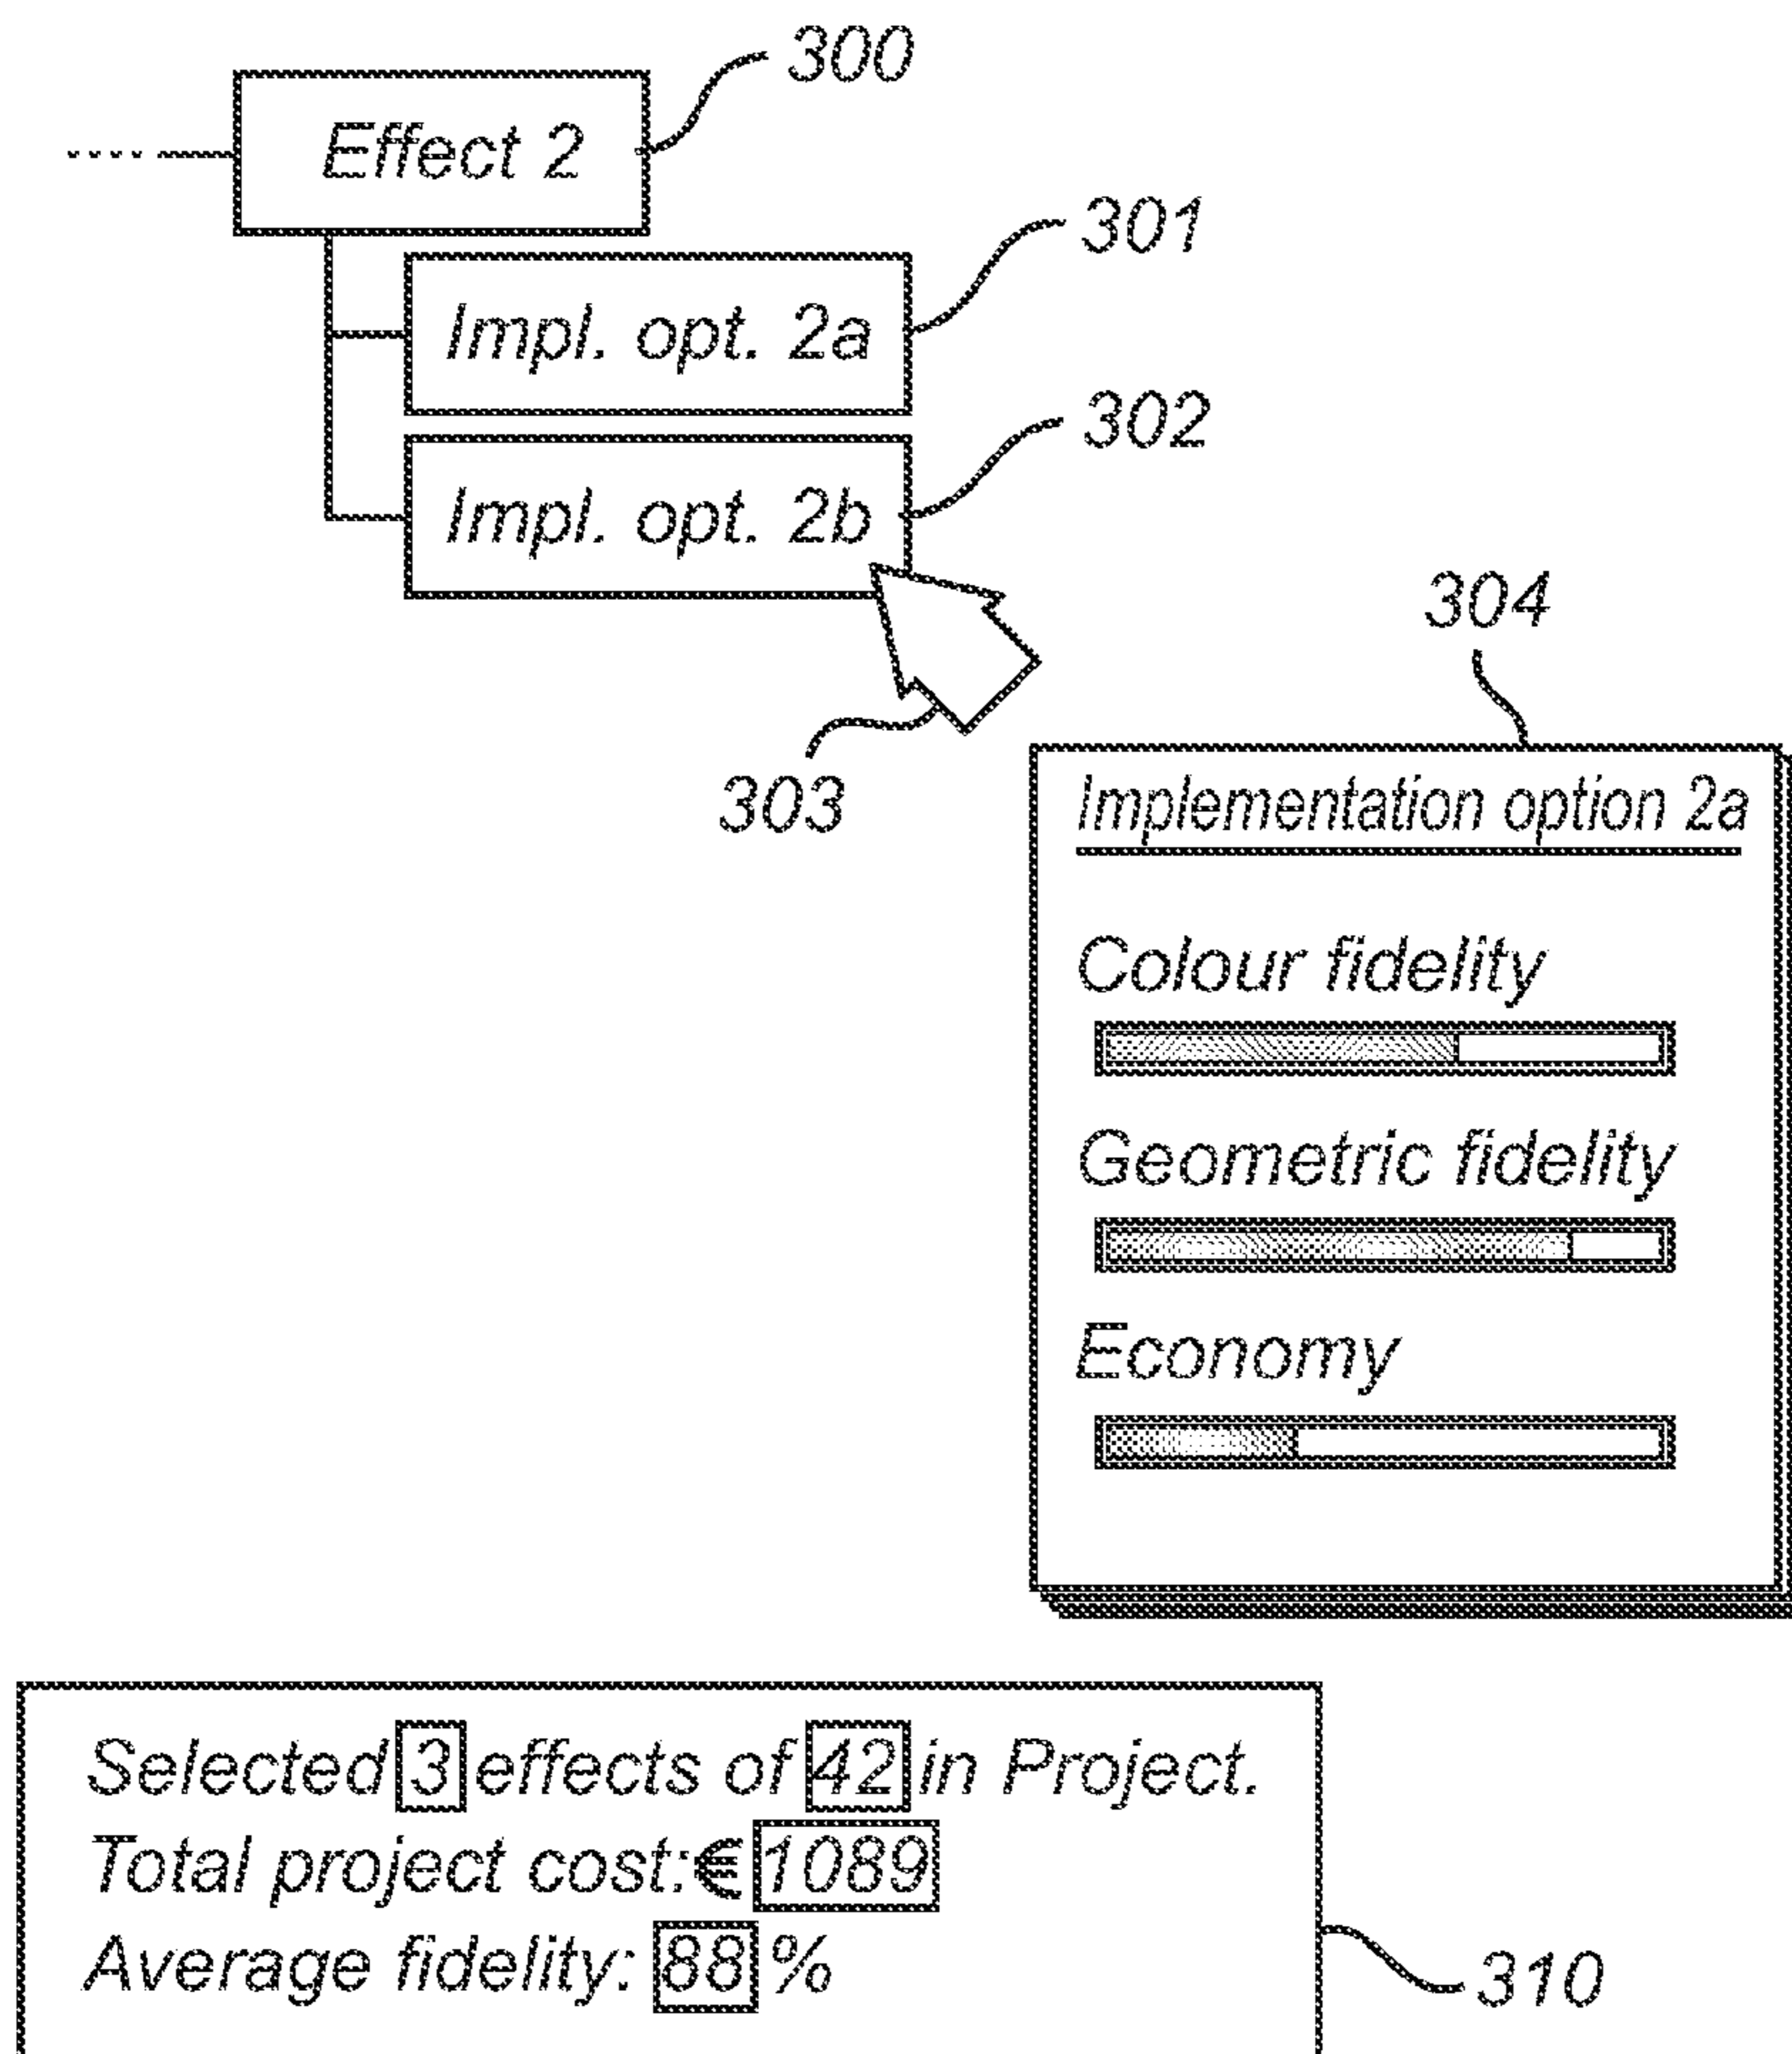 300
Effect 2
301
Impl. opt. 2a
302
Impl. opt. 2b
303
304
Implementation option 2a
Colour fidelity
Geometric fidelity
Economy
Selected 3 effects of 42 in Project.
Total project cost:€ 1089
Average fidelity: 88 %
310